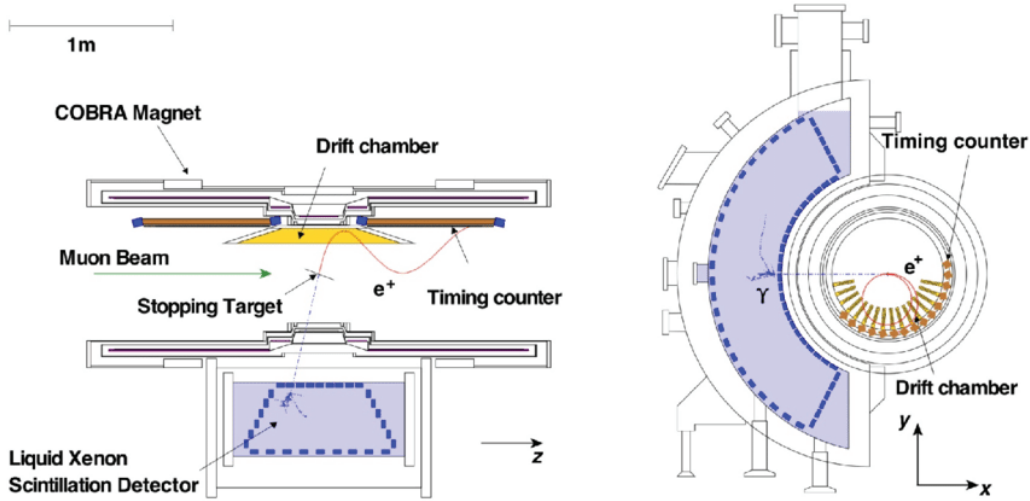 1m
COBRA Magnet
Drift chamber
Muon Beam
Stopping Target
e+
Timing counter
Liquid Xenon
Scintillation Detector
z
Timing counter
e+
γ
Drift chamber
y
x